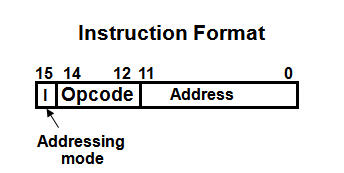 Instruction Format
15 14 12 11 0
I Opcode Address
Addressing
mode